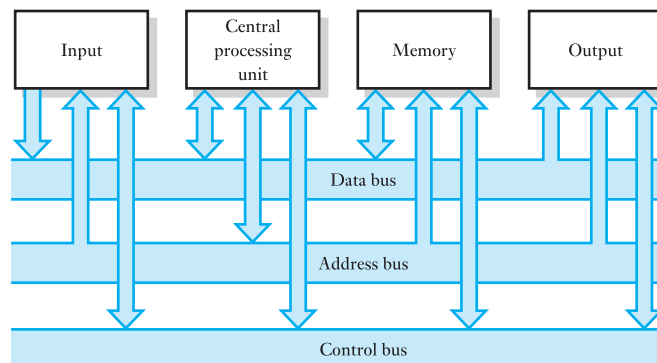 Input
Central
processing
unit
Memory
Output
Data bus
Address bus
Control bus